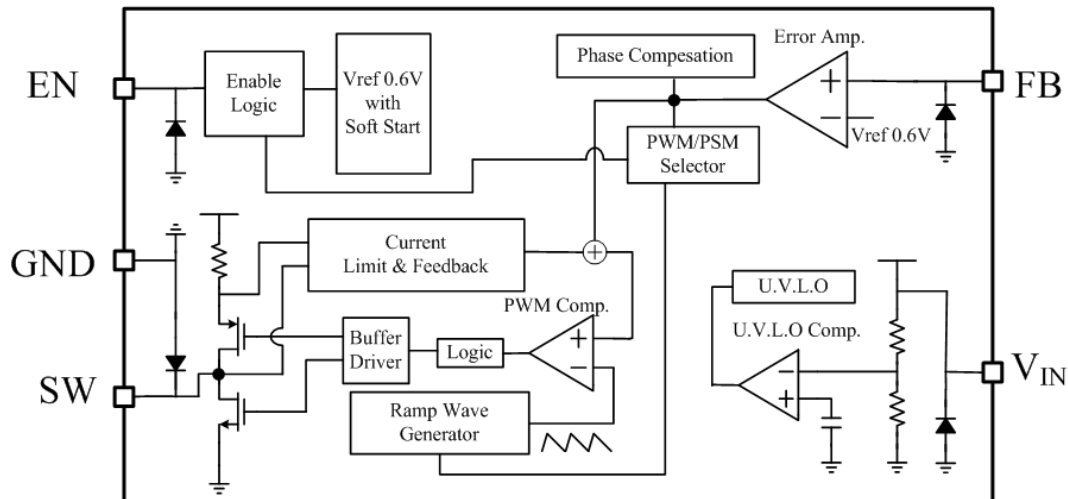 EN
Enable
Logic
Vref 0.6V
with
Soft Start
Phase Compesation
Error Amp.
+
−
Vref 0.6V
FB
PWM/PSM
Selector
GND
Current
Limit & Feedback
+
PWM Comp.
+
−
Buffer
Driver
Logic
SW
Ramp Wave
Generator
U.V.L.O
U.V.L.O Comp.
−
+
VIN